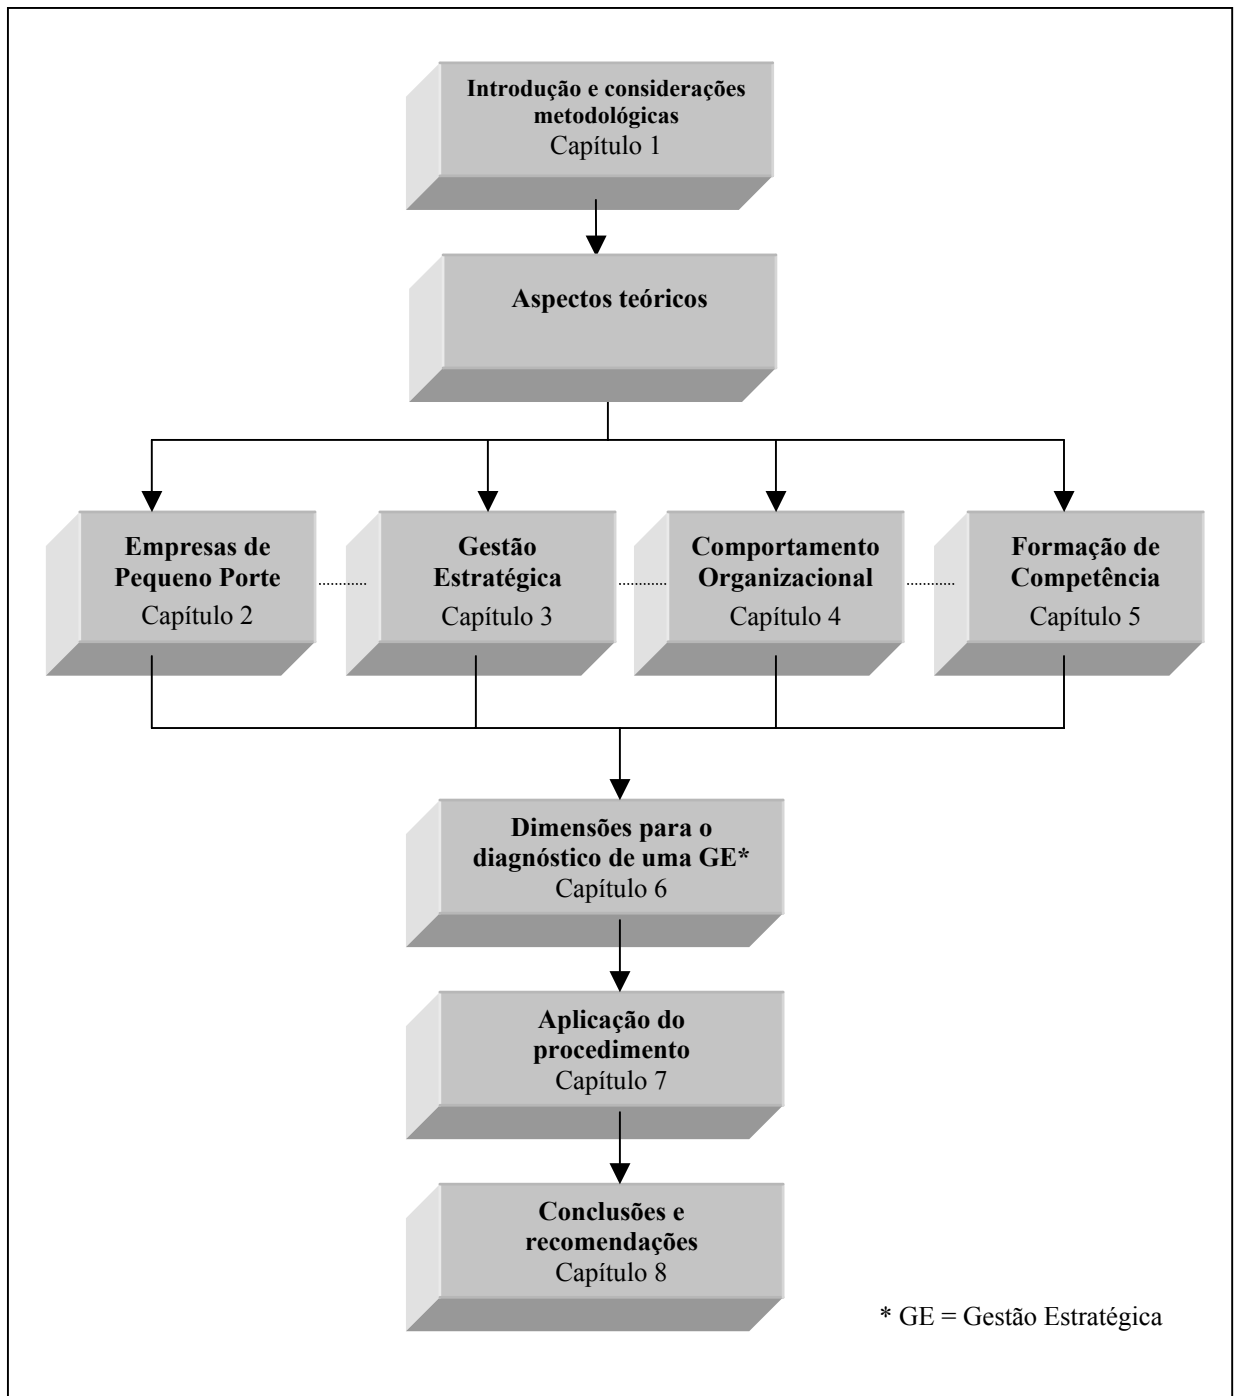 Introdução e considerações
metodológicas
Capítulo 1
Aspectos teóricos
Empresas de
Pequeno Porte
Capítulo 2
Gestão
Estratégica
Capítulo 3
Comportamento
Organizacional
Capítulo 4
Formação de
Competência
Capítulo 5
Dimensões para o
diagnóstico de uma GE*
Capítulo 6
Aplicação do
procedimento
Capítulo 7
Conclusões e
recomendações
Capítulo 8
* GE = Gestão Estratégica